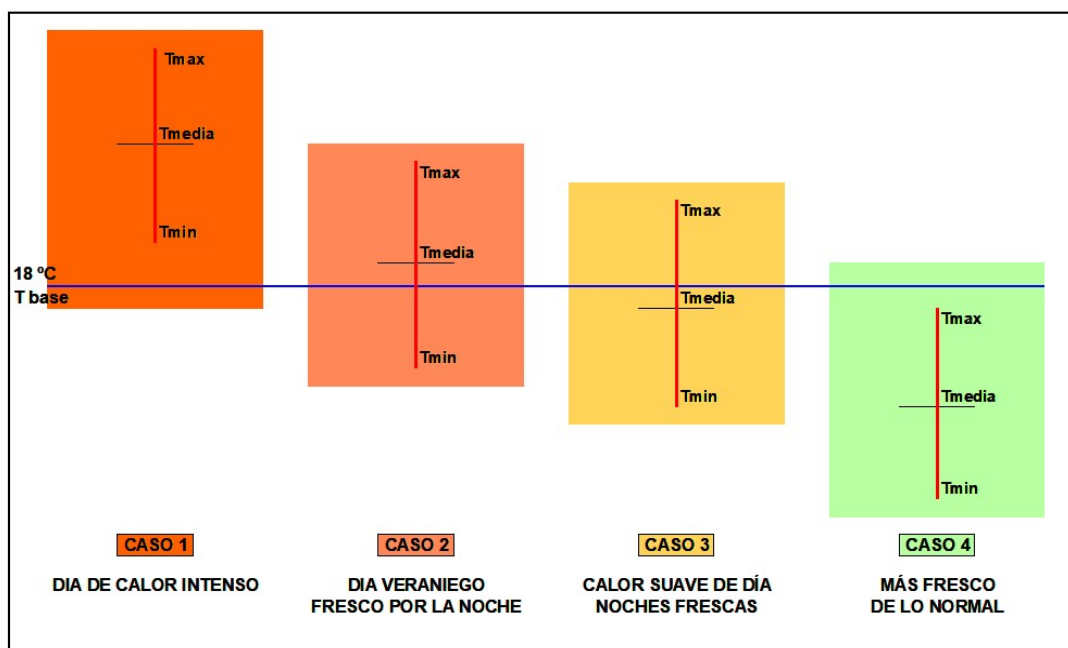 Tmax
Tmedia
Tmin
Tmax
Tmedia
Tmin
Tmax
Tmedia
Tmin
Tmax
Tmedia
Tmin
18 ºC
T base
CASO 1
DIA DE CALOR INTENSO
CASO 2
DIA VERANIEGO
FRESCO POR LA NOCHE
CASO 3
CALOR SUAVE DE DÍA
NOCHES FRESCAS
CASO 4
MÁS FRESCO
DE LO NORMAL